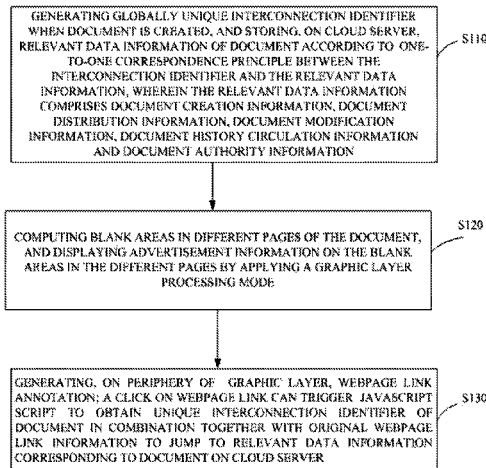 GENERATING GLOBALLY UNIQUE INTERCONNECTION IDENTIFIER
WHEN DOCUMENT IS CREATED, AND STORING, ON CLOUD SERVER,
RELEVANT DATA INFORMATION OF DOCUMENT ACCORDING TO ONE-
TO-ONE CORRESPONDENCE PRINCIPLE BETWEEN THE
INTERCONNECTION IDENTIFIER AND THE RELEVANT DATA
INFORMATION, WHEREIN THE RELEVANT DATA INFORMATION
COMPRISES DOCUMENT CREATION INFORMATION, DOCUMENT
DISTRIBUTION INFORMATION, DOCUMENT MODIFICATION
INFORMATION, DOCUMENT HISTORY CIRCULATION INFORMATION
AND DOCUMENT AUTHORITY INFORMATION
S110
COMPUTING BLANK AREAS IN DIFFERENT PAGES OF THE DOCUMENT,
AND DISPLAYING ADVERTISEMENT INFORMATION ON THE BLANK
AREAS IN THE DIFFERENT PAGES BY APPLYING A GRAPHIC LAYER
PROCESSING MODE
S120
GENERATING, ON PERIPHERY OF GRAPHIC LAYER, WEBPAGE LINK
ANNOTATION; A CLICK ON WEBPAGE LINK CAN TRIGGER JAVASCRIPT
SCRIPT TO OBTAIN UNIQUE INTERCONNECTION IDENTIFIER OF
DOCUMENT IN COMBINATION TOGETHER WITH ORIGINAL WEBPAGE
LINK INFORMATION TO JUMP TO RELEVANT DATA INFORMATION
CORRESPONDING TO DOCUMENT ON CLOUD SERVER
S130